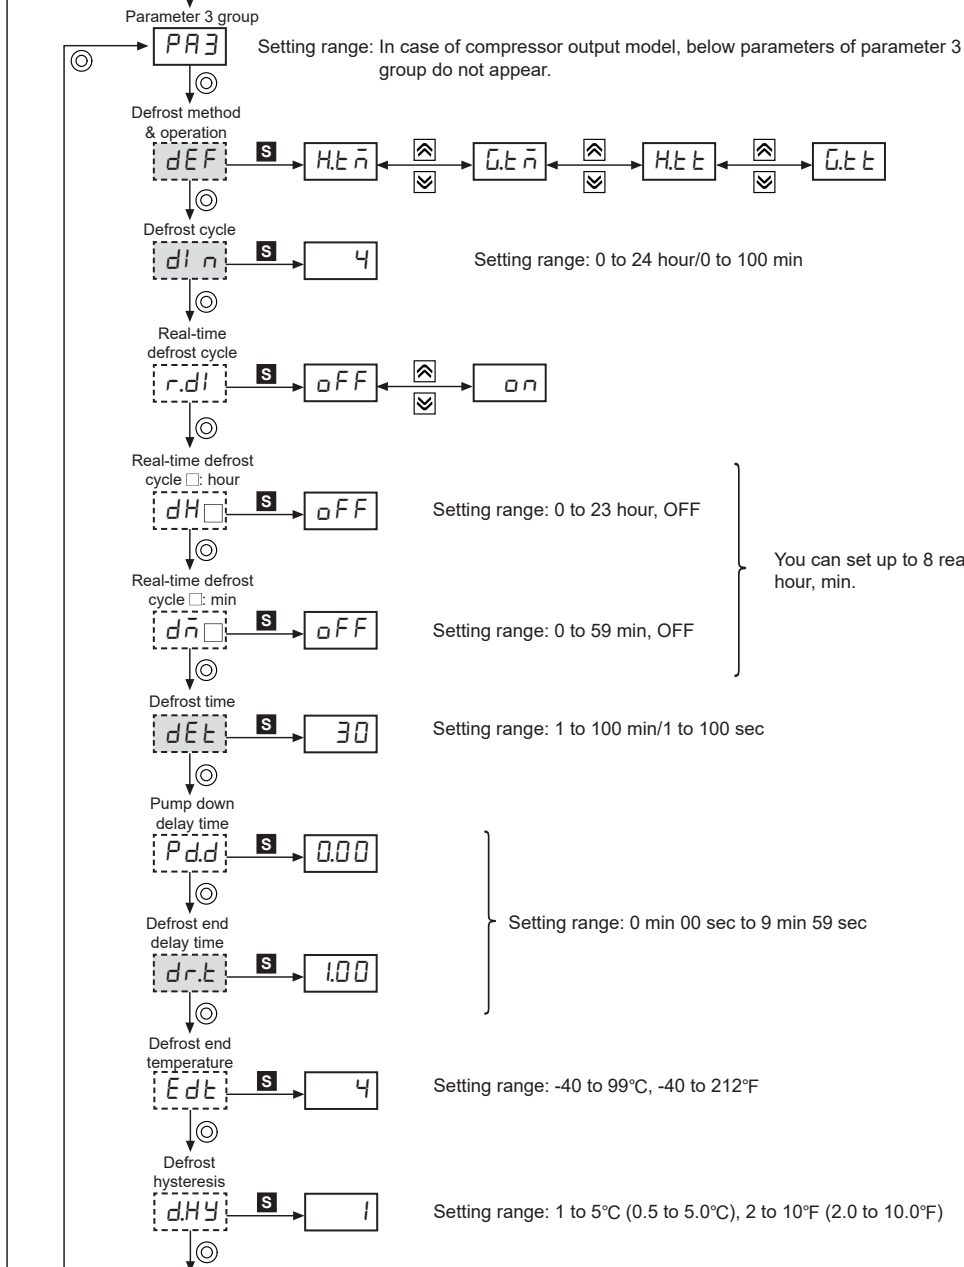 Parameter 3 group
PA3
Setting range: In case of compressor output model, below parameters of parameter 3
group do not appear.
Defrost method
& operation
dEF S H.tm G.tm H.tt G.tt
Defrost cycle
dIn S 4 Setting range: 0 to 24 hour/0 to 100 min
Real-time
defrost cycle
r.dI S oFF on
Real-time defrost
cycle □: hour
dH□ S oFF Setting range: 0 to 23 hour, OFF
You can set up to 8 rea
hour, min.
Real-time defrost
cycle □: min
dm□ S oFF Setting range: 0 to 59 min, OFF
Defrost time
dEt S 30 Setting range: 1 to 100 min/1 to 100 sec
Pump down
delay time
Pd.d S 0.00
Setting range: 0 min 00 sec to 9 min 59 sec
Defrost end
delay time
dr.t S 1.00
Defrost end
temperature
Edt S 4 Setting range: -40 to 99℃, -40 to 212℉
Defrost
hysteresis
d.HY S 1 Setting range: 1 to 5℃ (0.5 to 5.0℃), 2 to 10℉ (2.0 to 10.0℉)